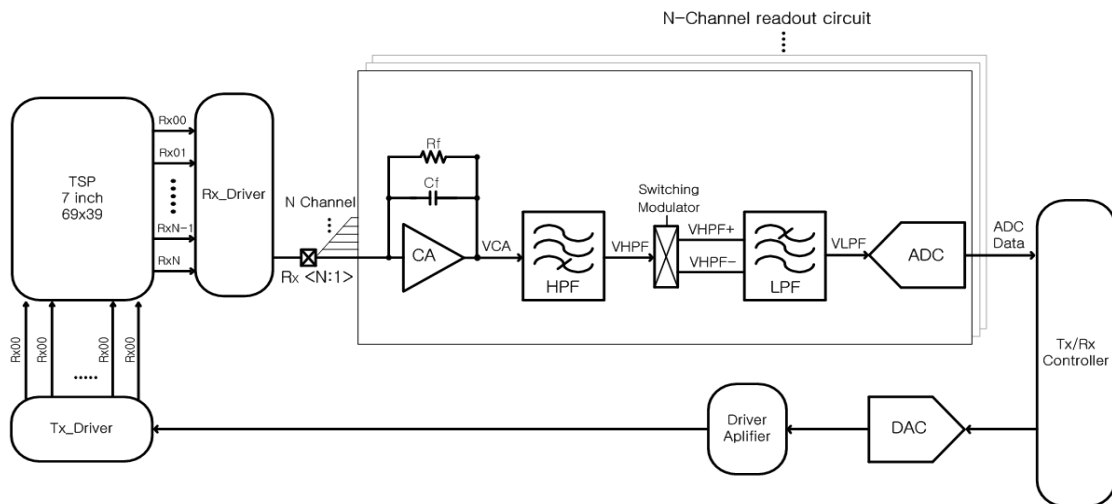 N-Channel readout circuit
Rx00
Rx01
RxN-1
RxN
TSP
7 inch
69x39
Rx_Driver
N Channel
Rx <N:1>
Rf
Cf
CA
VCA
HPF
VHPF
Switching
Modulator
VHPF+
VHPF-
LPF
VLPF
ADC
ADC
Data
Tx/Rx
Controller
Rx00
Rx00
Rx00
Rx00
Tx_Driver
Driver
Aplifier
DAC